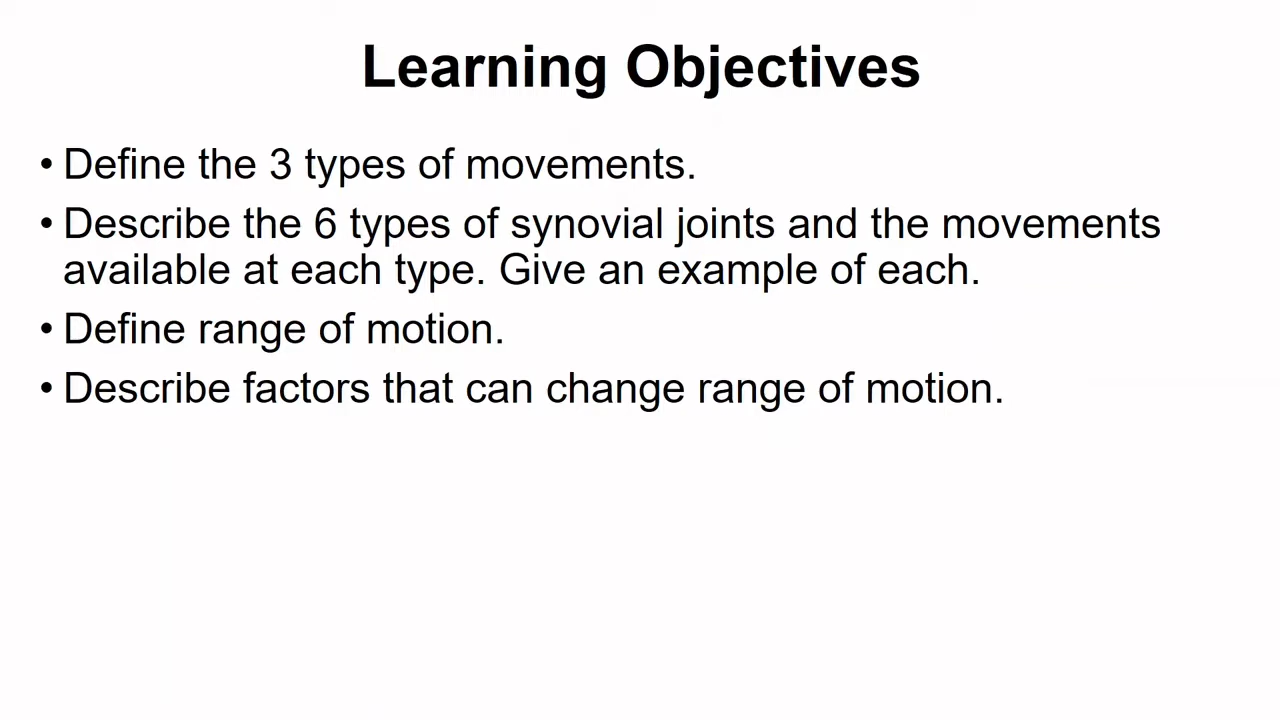 Learning Objectives
• Define the 3 types of movements.
• Describe the 6 types of synovial joints and the movements
available at each type. Give an example of each.
• Define range of motion.
• Describe factors that can change range of motion.